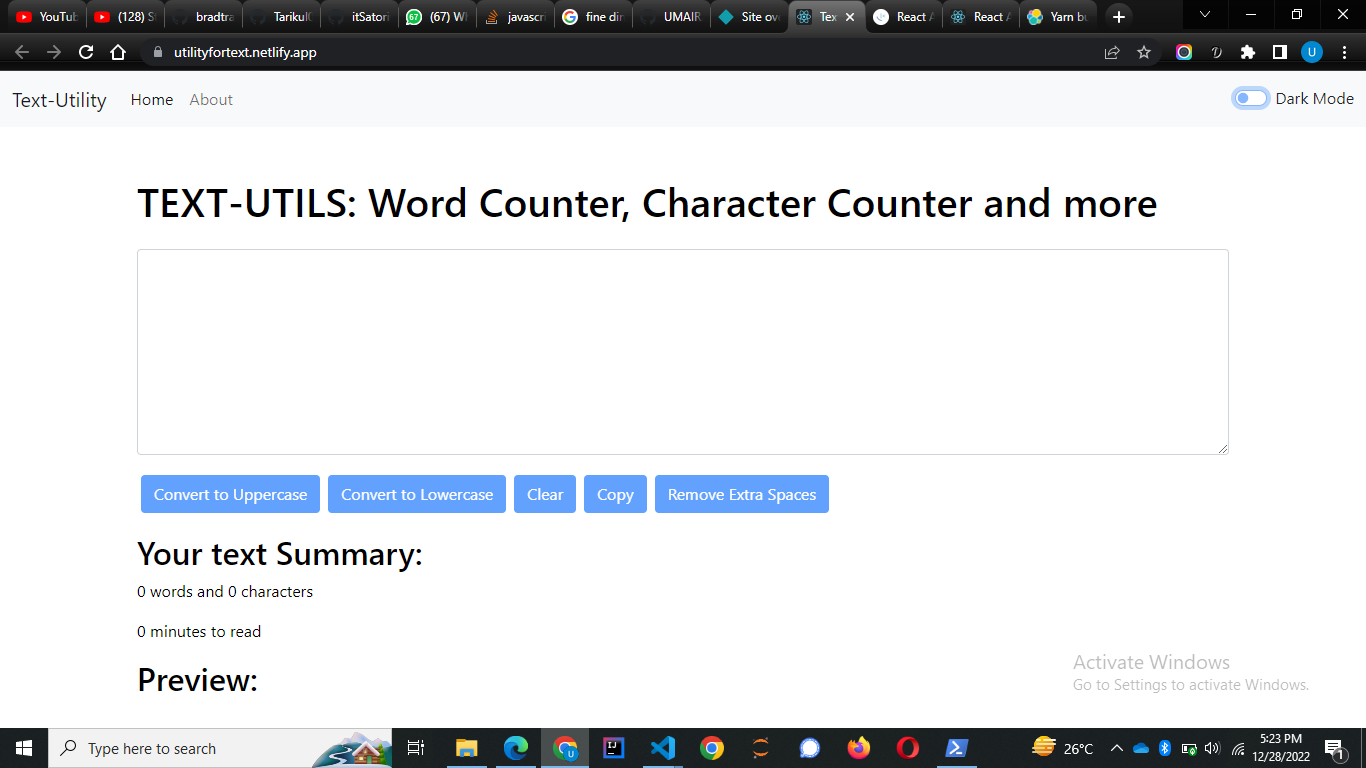 YouTub (128) S bradtra Tarikul itSatori (67) W javascr fine dir UMAIR Site ov Tex React A React A Yarn bu
utilityfortext.netlify.app U
Text-Utility Home About Dark Mode
TEXT-UTILS: Word Counter, Character Counter and more
Convert to Uppercase Convert to Lowercase Clear Copy Remove Extra Spaces
Your text Summary:
0 words and 0 characters
0 minutes to read
Preview:
Activate Windows
Go to Settings to activate Windows.
Type here to search 26°C 5:23 PM
12/28/2022 1